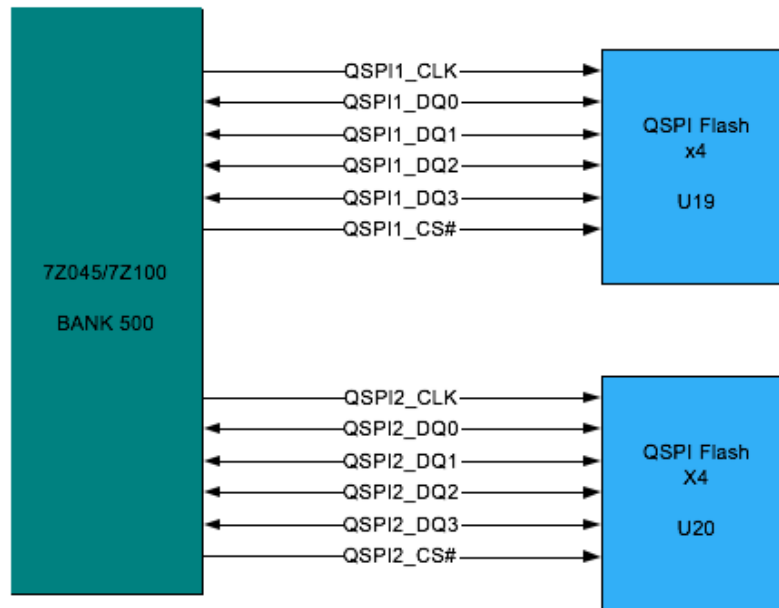 7Z045/7Z100
BANK 500
QSPI1_CLK
QSPI1_DQ0
QSPI1_DQ1
QSPI1_DQ2
QSPI1_DQ3
QSPI1_CS#
QSPI Flash
x4
U19
QSPI2_CLK
QSPI2_DQ0
QSPI2_DQ1
QSPI2_DQ2
QSPI2_DQ3
QSPI2_CS#
QSPI Flash
X4
U20